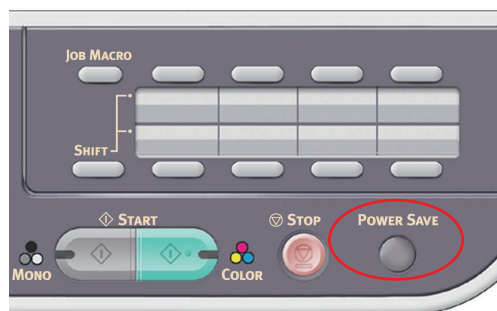 JOB MACRO
SHIFT
START
STOP
POWER SAVE
MONO
COLOR